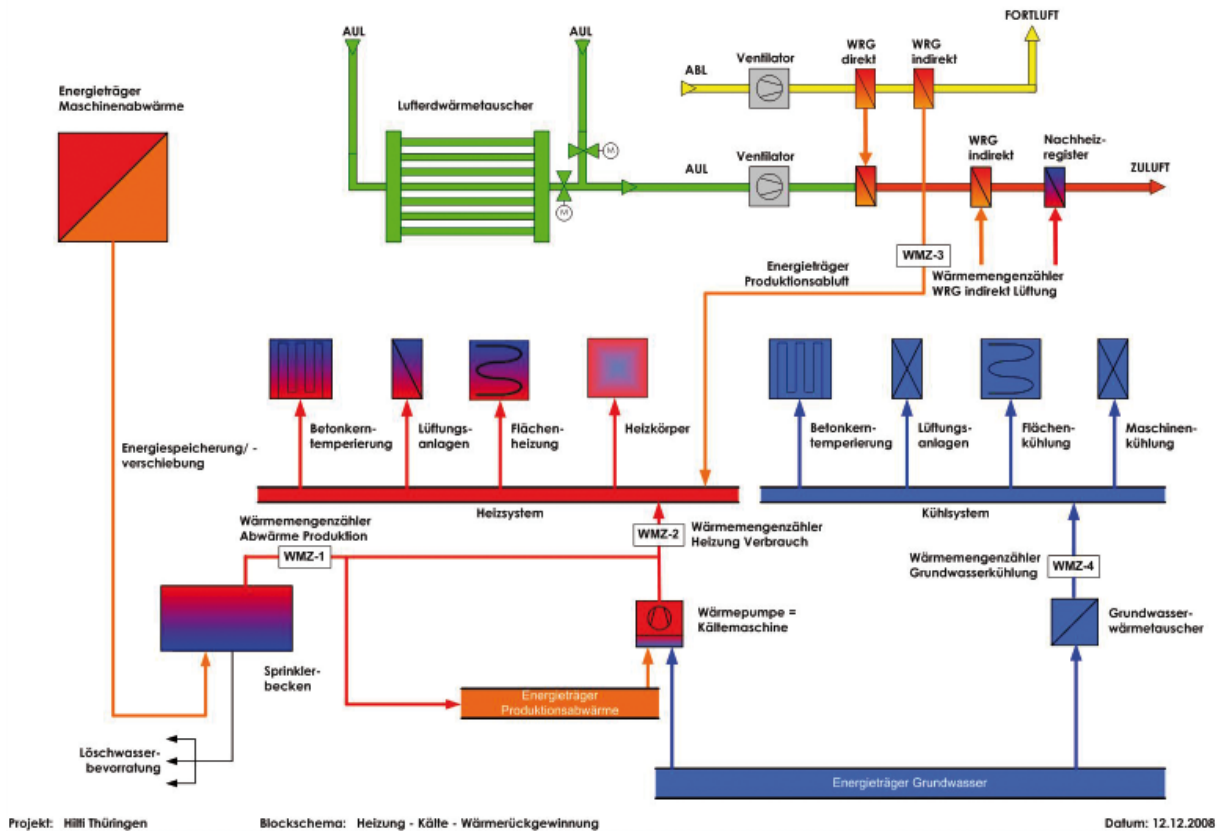 FORTLUFT
AUL
AUL
WRG
direkt
WRG
indirekt
Ventilator
ABL
Energieträger
Maschinenabwärme
Lufterdwärmetauscher
M
M
AUL
Ventilator
WRG
indirekt
Nachheiz-
register
ZULUFT
WMZ-3
Energieträger
Produktionsabluft
Wärmemengenzähler
WRG indirekt Lüftung
Betonkern-
temperierung
Lüftungs-
anlagen
Flächen-
heizung
Heizkörper
Betonkern-
temperierung
Lüftungs-
anlagen
Flächen-
kühlung
Maschinen-
kühlung
Energiespeicherung/ -
verschiebung
Heizsystem
Kühlsystem
Wärmemengenzähler
Abwärme Produktion
WMZ-1
WMZ-2
Wärmemengenzähler
Heizung Verbrauch
Wärmemengenzähler
Grundwasserkühlung
WMZ-4
Wärmepumpe =
Kältemaschine
Grundwasser-
wärmetauscher
Sprinkler-
becken
Energieträger
Produktionsabwärme
Löschwasser-
bevorratung
Energieträger Grundwasser
Projekt: Hilti Thüringen
Blockschema: Heizung - Kälte - Wärmerückgewinnung
Datum: 12.12.2008